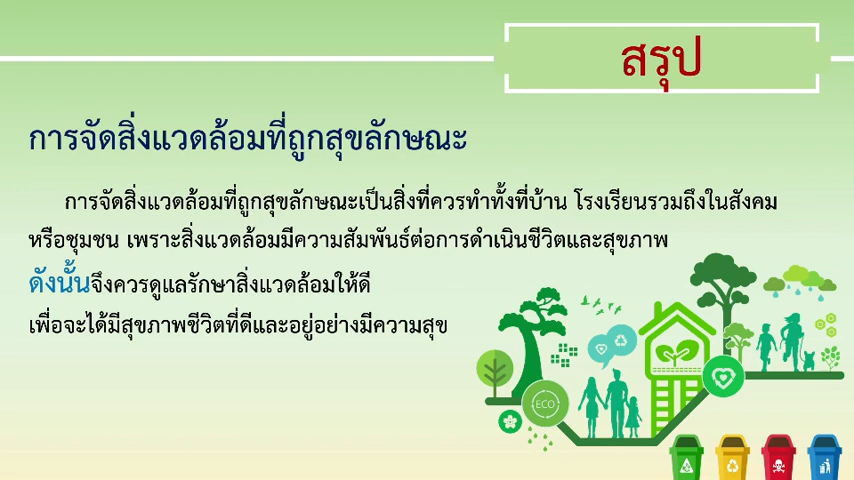 สรุป
การจัดสิ่งแวดล้อมที่ถูกสุขลักษณะ
การจัดสิ่งแวดล้อมที่ถูกสุขลักษณะเป็นสิ่งที่ควรทำทั้งที่บ้าน โรงเรียนรวมถึงในสังคม
หรือชุมชน เพราะสิ่งแวดล้อมมีความสัมพันธ์ต่อการดำเนินชีวิตและสุขภาพ
ดังนั้นจึงควรดูแลรักษาสิ่งแวดล้อมให้ดี
เพื่อจะได้มีสุขภาพชีวิตที่ดีและอยู่อย่างมีความสุข
ECO